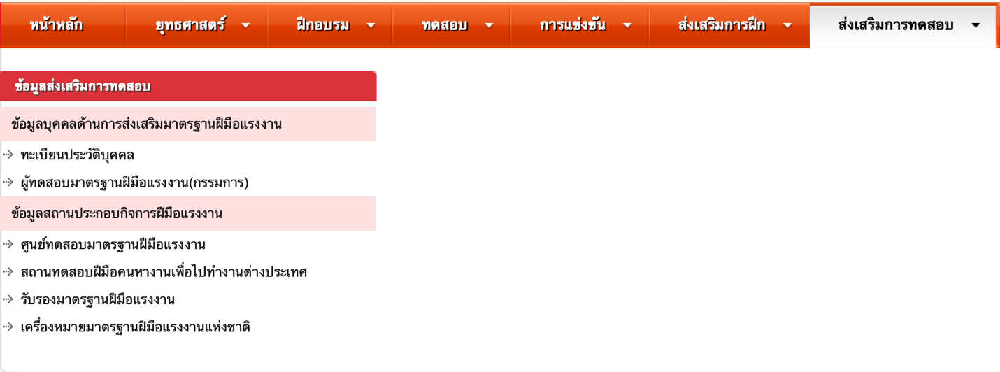 หน้าหลัก ยุทธศาสตร์ ฝึกอบรม ทดสอบ การแข่งขัน ส่งเสริมการฝึก ส่งเสริมการทดสอบ
ข้อมูลส่งเสริมการทดสอบ
ข้อมูลบุคคลด้านการส่งเสริมมาตรฐานฝีมือแรงงาน
ทะเบียนประวัติบุคคล
ผู้ทดสอบมาตรฐานฝีมือแรงงาน(กรรมการ)
ข้อมูลสถานประกอบกิจการฝีมือแรงงาน
ศูนย์ทดสอบมาตรฐานฝีมือแรงงาน
สถานทดสอบฝีมือคนหางานเพื่อไปทำงานต่างประเทศ
รับรองมาตรฐานฝีมือแรงงาน
เครื่องหมายมาตรฐานฝีมือแรงงานแห่งชาติ